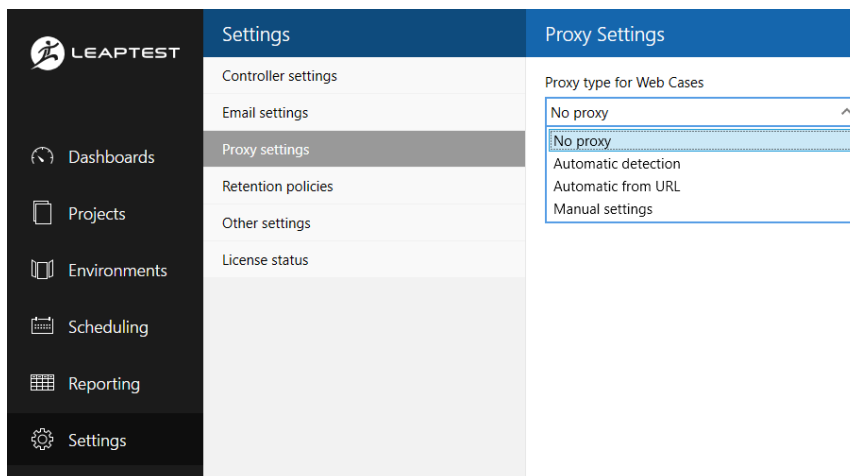 LEAPTEST
Dashboards
Projects
Environments
Scheduling
Reporting
Settings
Settings
Controller settings
Email settings
Proxy settings
Retention policies
Other settings
License status
Proxy Settings
Proxy type for Web Cases
No proxy
No proxy
Automatic detection
Automatic from URL
Manual settings